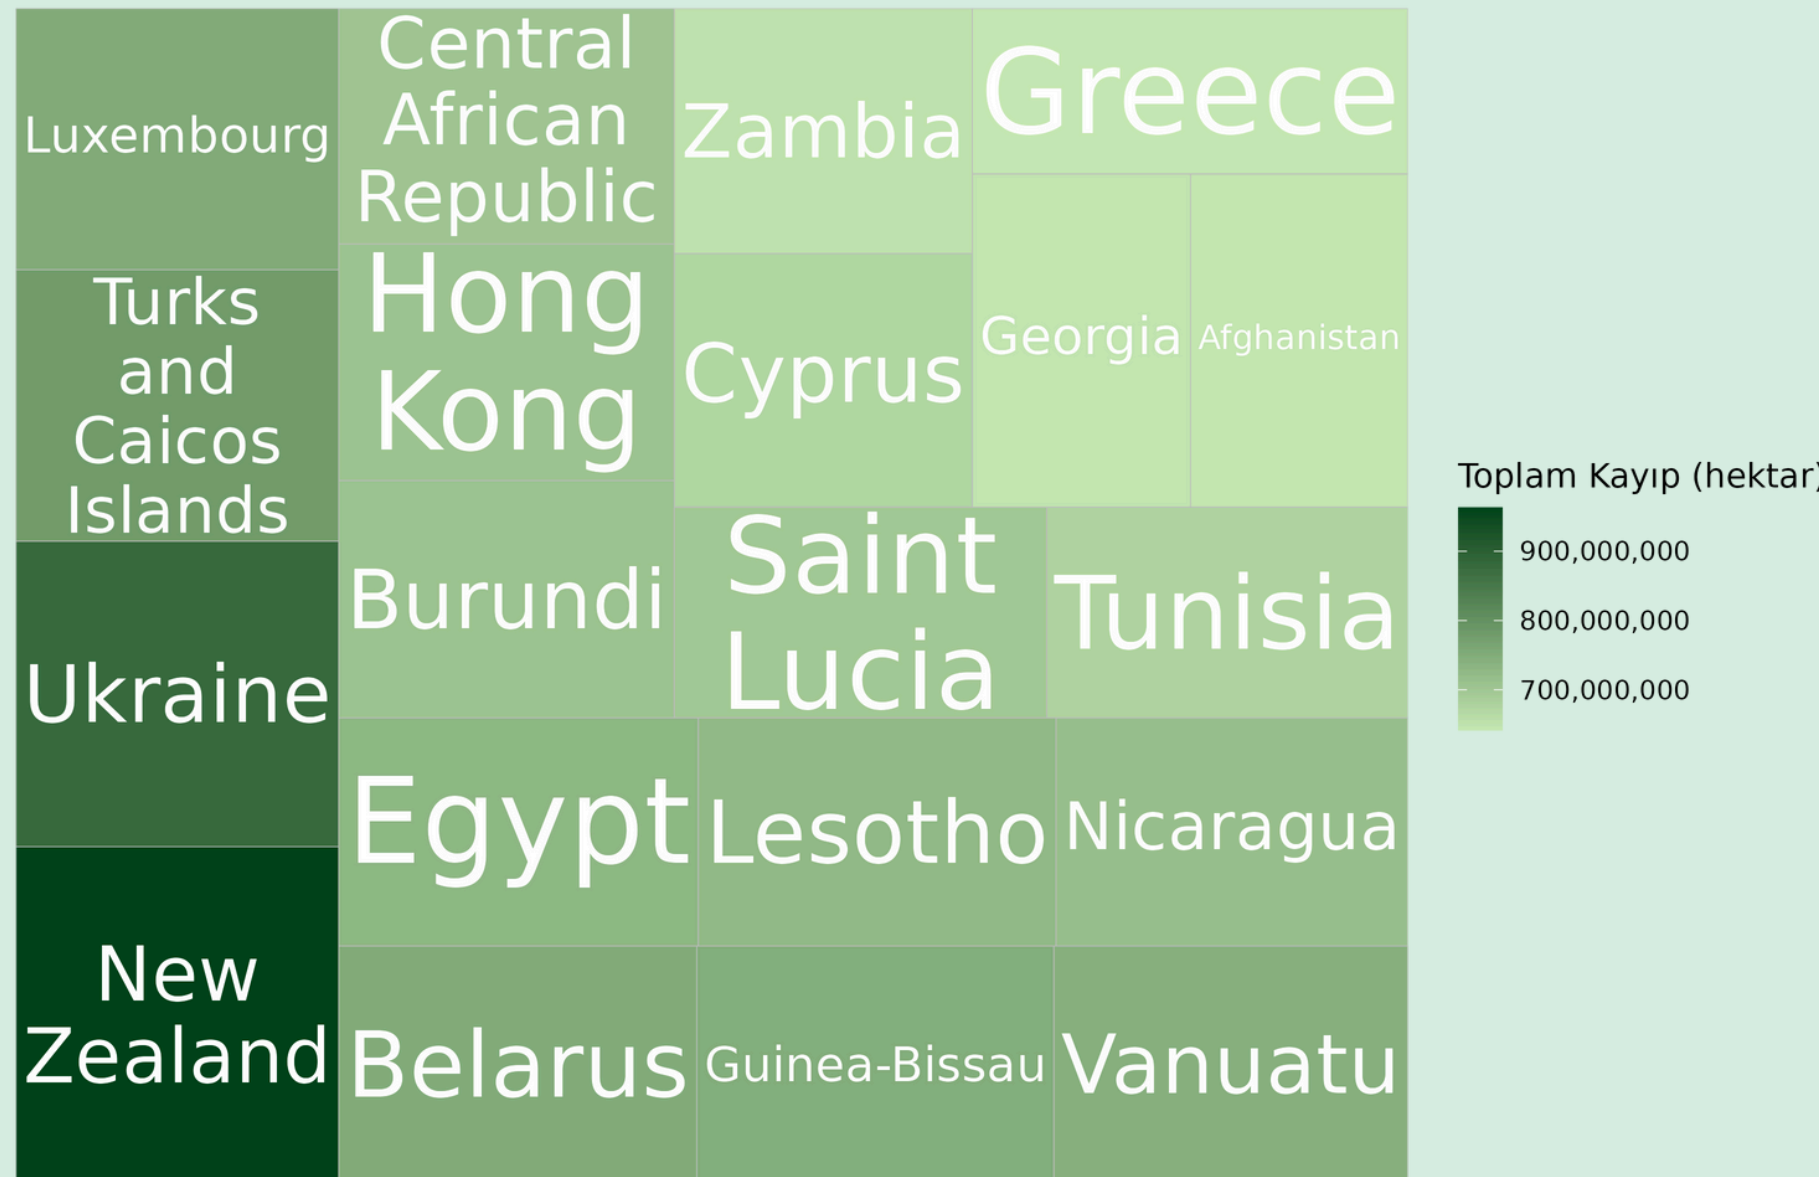 Luxembourg
Turks
and
Caicos
Islands
Ukraine
New
Zealand
Central
African
Republic
Hong
Kong
Burundi
Zambia
Cyprus
Greece
Georgia
Afghanistan
Saint
Lucia
Tunisia
Egypt
Lesotho
Nicaragua
Belarus
Guinea-Bissau
Vanuatu
Toplam Kayıp (hektar)
900,000,000
800,000,000
700,000,000